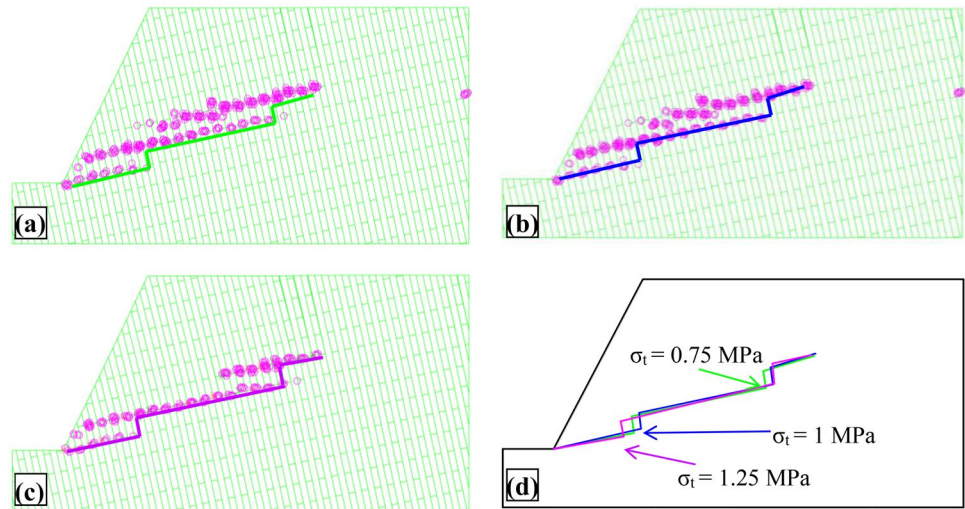 (a)
(b)
(c)
σt = 0.75 MPa
σt = 1 MPa
σt = 1.25 MPa
(d)